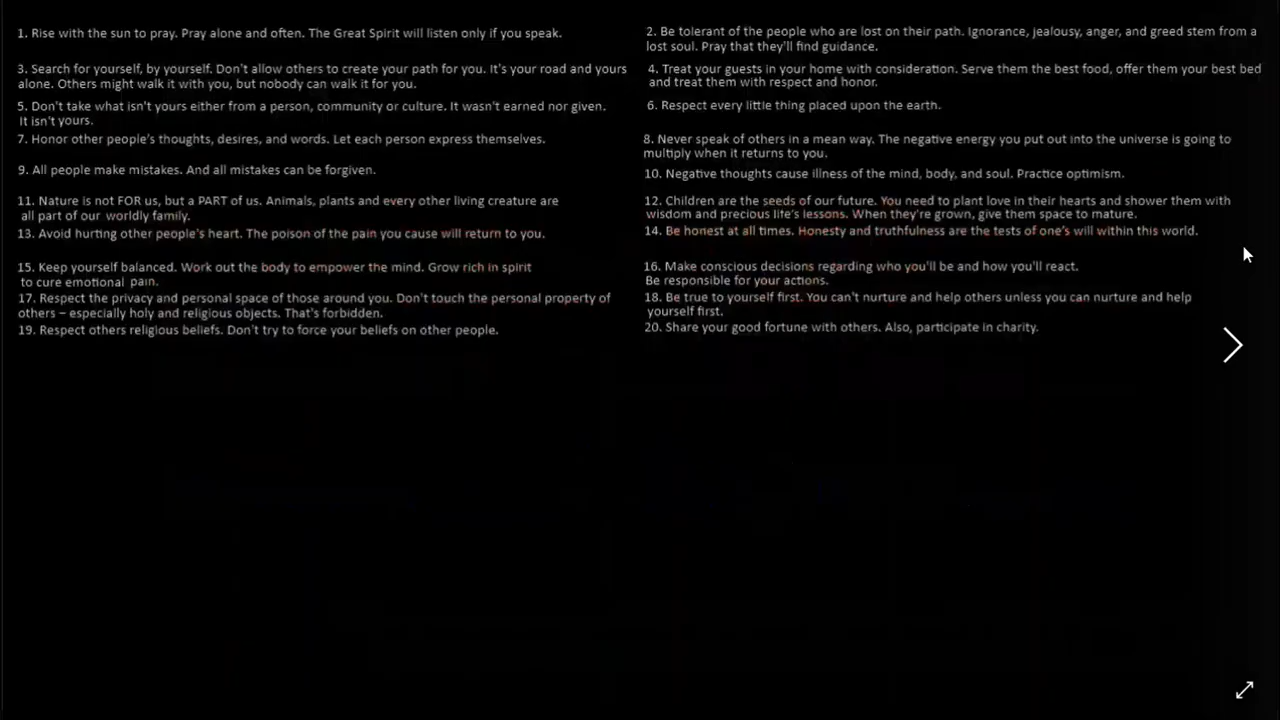 1. Rise with the sun to pray. Pray alone and often. The Great Spirit will listen only if you speak.
2. Be tolerant of the people who are lost on their path. Ignorance, jealousy, anger, and greed stem from a
lost soul. Pray that they'll find guidance.
3. Search for yourself, by yourself. Don't allow others to create your path for you. It's your road and yours
alone. Others might walk it with you, but nobody can walk it for you.
4. Treat your guests in your home with consideration. Serve them the best food, offer them your best bed
and treat them with respect and honor.
5. Don't take what isn't yours either from a person, community or culture. It wasn't earned nor given.
It isn't yours.
6. Respect every little thing placed upon the earth.
7. Honor other people's thoughts, desires, and words. Let each person express themselves.
8. Never speak of others in a mean way. The negative energy you put out into the universe is going to
multiply when it returns to you.
9. All people make mistakes. And all mistakes can be forgiven.
10. Negative thoughts cause illness of the mind, body, and soul. Practice optimism.
11. Nature is not FOR us, but a PART of us. Animals, plants and every other living creature are
all part of our worldly family.
12. Children are the seeds of our future. You need to plant love in their hearts and shower them with
wisdom and precious life's lessons. When they're grown, give them space to mature.
13. Avoid hurting other people's heart. The poison of the pain you cause will return to you.
14. Be honest at all times. Honesty and truthfulness are the tests of one's will within this world.
15. Keep yourself balanced. Work out the body to empower the mind. Grow rich in spirit
to cure emotional pain.
16. Make conscious decisions regarding who you'll be and how you'll react.
Be responsible for your actions.
17. Respect the privacy and personal space of those around you. Don't touch the personal property of
others – especially holy and religious objects. That's forbidden.
18. Be true to yourself first. You can't nurture and help others unless you can nurture and help
yourself first.
19. Respect others religious beliefs. Don't try to force your beliefs on other people.
20. Share your good fortune with others. Also, participate in charity.